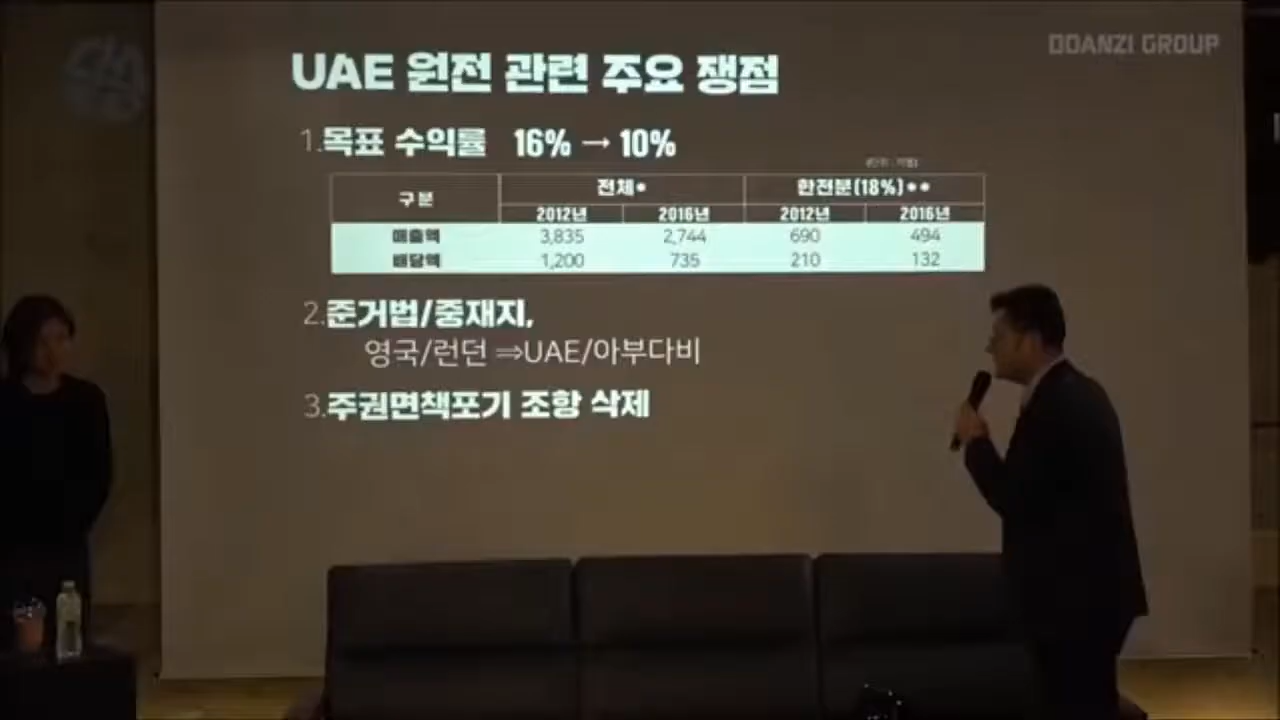 DDANZI GROUP
UAE 원전 관련 주요 쟁점
1.목표 수익률 16% → 10%
구분 전체* 한전분(18%)**
2012년 2016년 2012년 2016년
매출액 3,835 2,744 690 494
배당액 1,200 735 210 132
2.준거법/중재지,
영국/런던 ⇒UAE/아부다비
3.주권면책포기 조항 삭제